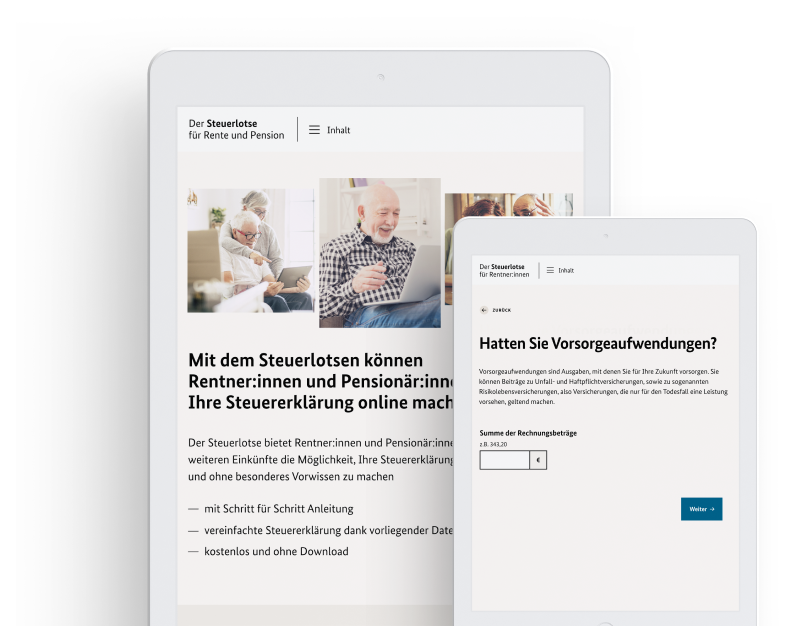 Der Steuerlotse
für Rente und Pension
Inhalt
Mit dem Steuerlotsen können
Rentner:innen und Pensionär:inn
Ihre Steuererklärung online mach
Der Steuerlotse bietet Rentner:innen und Pensionär:inne
weiteren Einkünfte die Möglichkeit, Ihre Steuererklärung
und ohne besonderes Vorwissen zu machen
— mit Schritt für Schritt Anleitung
— vereinfachte Steuererklärung dank vorliegender Date
— kostenlos und ohne Download
Der Steuerlotse
für Rentner:innen
Inhalt
← ZURÜCK
Hatten Sie Vorsorgeaufwendungen?
Vorsorgeaufwendungen sind Ausgaben, mit denen Sie für Ihre Zukunft vorsorgen. Sie
können Beiträge zu Unfall- und Haftpflichtversicherungen, sowie zu sogenannten
Risikolebensversicherungen, also Versicherungen, die nur für den Todesfall eine Leistung
vorsehen, geltend machen.
Summe der Rechnungsbeträge
z.B. 343,20
€
Weiter →